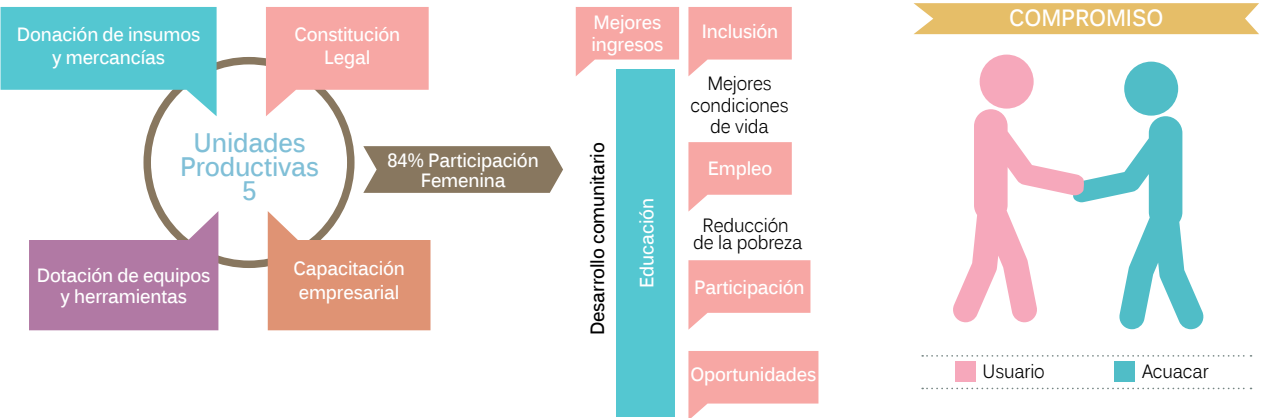 Donación de insumos
y mercancías
Constitución
Legal
Unidades
Productivas
5
Dotación de equipos
y herramientas
Capacitación
empresarial
84% Participación
Femenina
Desarrollo comunitario
Educación
Mejores
ingresos
Inclusión
Mejores
condiciones
de vida
Empleo
Reducción
de la pobreza
Participación
Oportunidades
COMPROMISO
Usuario
Acuacar